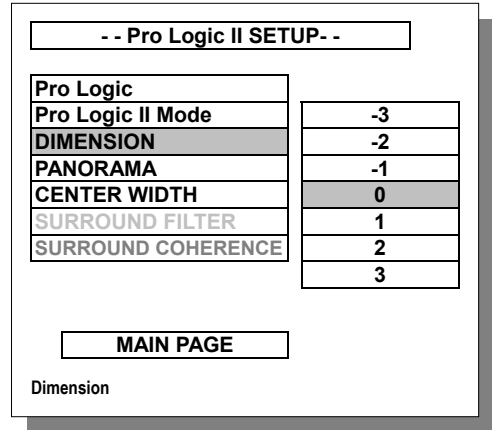 - - Pro Logic II SETUP- -
Pro Logic
Pro Logic II Mode
DIMENSION
PANORAMA
CENTER WIDTH
SURROUND FILTER
SURROUND COHERENCE
-3
-2
-1
0
1
2
3
MAIN PAGE
Dimension